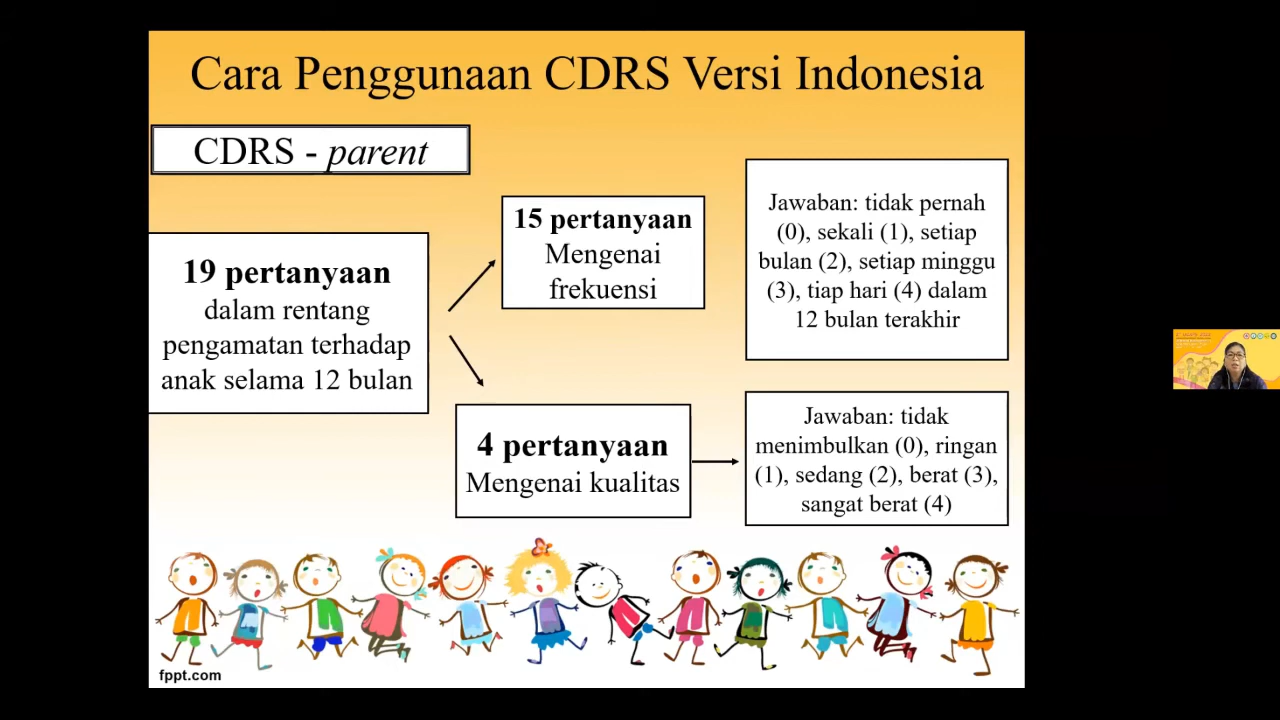 Cara Penggunaan CDRS Versi Indonesia
CDRS - parent
19 pertanyaan
dalam rentang
pengamatan terhadap
anak selama 12 bulan
15 pertanyaan
Mengenai
frekuensi
Jawaban: tidak pernah
(0), sekali (1), setiap
bulan (2), setiap minggu
(3), tiap hari (4) dalam
12 bulan terakhir
4 pertanyaan
Mengenai kualitas
Jawaban: tidak
menimbulkan (0), ringan
(1), sedang (2), berat (3),
sangat berat (4)
fppt.com